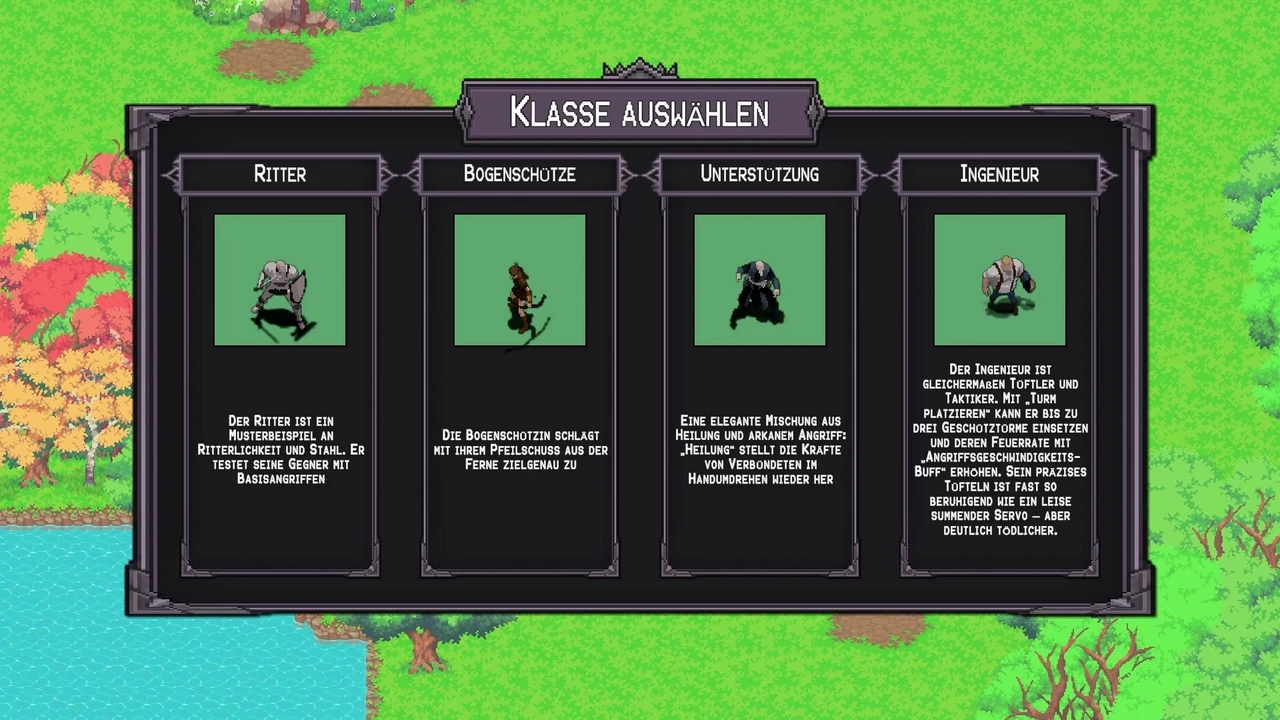 Klasse auswählen
Ritter
Der Ritter ist ein
Musterbeispiel an
Ritterlichkeit und Stahl. Er
testet seine Gegner mit
Basisangriffen
Bogenschütze
Die Bogenschützin schlägt
mit ihrem Pfeilschuss aus der
Ferne zielgenau zu
Unterstützung
Eine elegante Mischung aus
Heilung und arkanem Angriff:
„Heilung“ stellt die Kräfte
von Verbündeten im
Handumdrehen wieder her
Ingenieur
Der Ingenieur ist
gleichermaßen Tüftler und
Taktiker. Mit „Turm
platzieren“ kann er bis zu
drei Geschütztürme einsetzen
und deren Feuerrate mit
„Angriffsgeschwindigkeits-
Buff“ erhöhen. Sein präzises
Tüfteln ist fast so
beruhigend wie ein leise
summender Servo – aber
deutlich tödlicher.